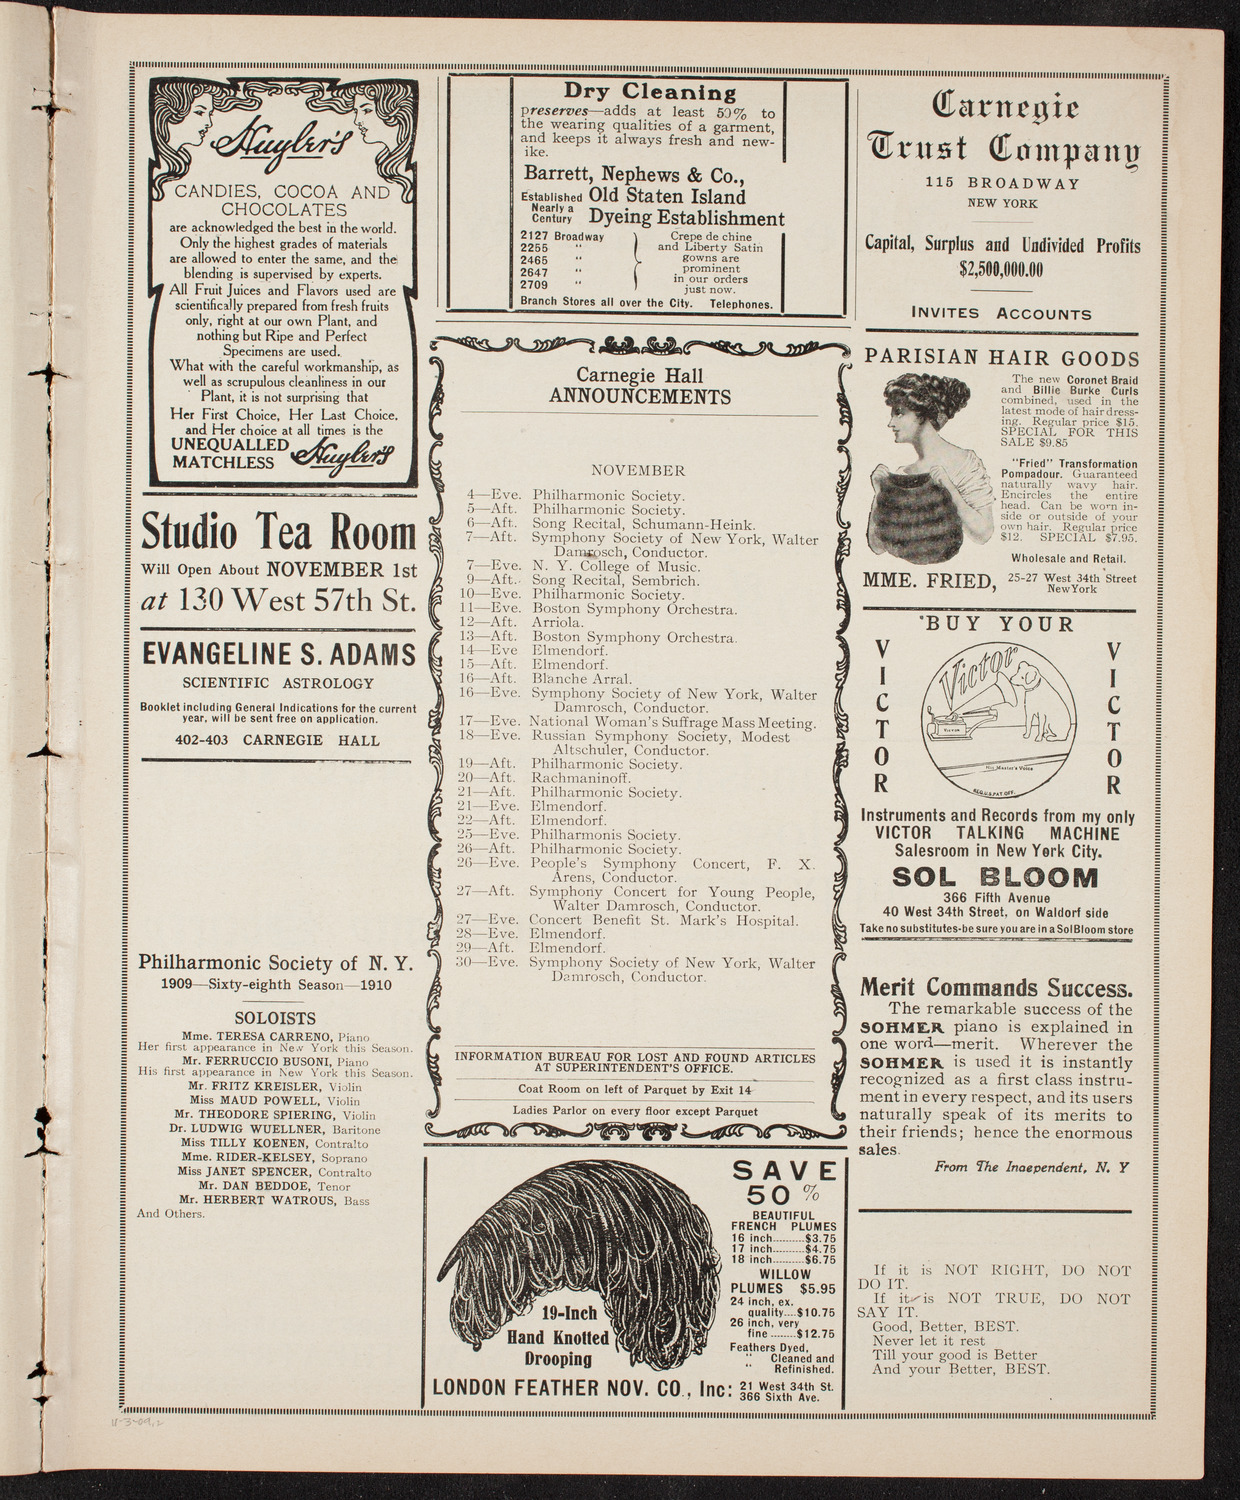 Huyler's
CANDIES, COCOA AND
CHOCOLATES
are acknowledged the best in the world.
Only the highest grades of materials
are allowed to enter the same, and the
blending is supervised by experts.
All Fruit Juices and Flavors used are
scientifically prepared from fresh fruits
only, right at our own Plant, and
nothing but Ripe and Perfect
Specimens are used.
What with the careful workmanship, as
well as scrupulous cleanliness in our
Plant, it is not surprising that
Her First Choice, Her Last Choice.
and Her choice at all times is the
UNEQUALLED
MATCHLESS Huyler's
Studio Tea Room
Will Open About NOVEMBER 1st
at 130 West 57th St.
EVANGELINE S. ADAMS
SCIENTIFIC ASTROLOGY
Booklet including General Indications for the current
year, will be sent free on application.
402-403 CARNEGIE HALL
Philharmonic Society of N. Y.
1909—Sixty-eighth Season—1910
SOLOISTS
Mme. TERESA CARRENO, Piano
Her first appearance in New York this Season.
Mr. FERRUCCIO BUSONI, Piano
His first appearance in New York this Season.
Mr. FRITZ KREISLER, Violin
Miss MAUD POWELL, Violin
Mr. THEODORE SPIERING, Violin
Dr. LUDWIG WUELLNER, Baritone
Miss TILLY KOENEN, Contralto
Mme. RIDER-KELSEY, Soprano
Miss JANET SPENCER, Contralto
Mr. DAN BEDDOE, Tenor
Mr. HERBERT WATROUS, Bass
And Others.
11-3-09,12
Dry Cleaning
preserves—adds at least 50% to
the wearing qualities of a garment,
and keeps it always fresh and new-
ike.
Barrett, Nephews & Co.,
Established Nearly a Century
Old Staten Island
Dyeing Establishment
2127 Broadway
2255 "
2465 "
2647 "
2709 "
Crepe de chine
and Liberty Satin
gowns are
prominent
in our orders
just now.
Branch Stores all over the City. Telephones.
Carnegie Hall
ANNOUNCEMENTS
NOVEMBER
4—Eve. Philharmonic Society.
5—Aft. Philharmonic Society.
6—Aft. Song Recital, Schumann-Heink.
7—Aft. Symphony Society of New York, Walter
Damrosch, Conductor.
7—Eve. N. Y. College of Music.
9—Aft. Song Recital, Sembrich.
10—Eve. Philharmonic Society.
11—Eve. Boston Symphony Orchestra.
12—Aft. Arriola.
13—Aft. Boston Symphony Orchestra.
14—Eve Elmendorf.
15—Aft. Elmendorf.
16—Aft. Blanche Arral.
16—Eve. Symphony Society of New York, Walter
Damrosch, Conductor.
17—Eve. National Woman's Suffrage Mass Meeting.
18—Eve. Russian Symphony Society, Modest
Altschuler, Conductor.
19—Aft. Philharmonic Society.
20—Aft. Rachmaninoff.
21—Aft. Philharmonic Society.
21—Eve. Elmendorf.
22—Aft. Elmendorf.
25—Eve. Philharmonis Society.
26—Aft. Philharmonic Society.
26—Eve. People's Symphony Concert, F. X.
Arens, Conductor.
27—Aft. Symphony Concert for Young People,
Walter Damrosch, Conductor.
27—Eve. Concert Benefit St. Mark's Hospital.
28—Eve. Elmendorf.
29—Aft. Elmendorf.
30—Eve. Symphony Society of New York, Walter
Damrosch, Conductor.
INFORMATION BUREAU FOR LOST AND FOUND ARTICLES
AT SUPERINTENDENT'S OFFICE.
Coat Room on left of Parquet by Exit 14
Ladies Parlor on every floor except Parquet
SAVE
50%
BEAUTIFUL
FRENCH PLUMES
16 inch..........$3.75
17 inch..........$4.75
18 inch..........$6.75
WILLOW
PLUMES $5.95
24 inch, ex.
quality....$10.75
26 inch, very
fine........$12.75
Feathers Dyed,
" Cleaned and
" Refinished.
19-Inch
Hand Knotted
Drooping
LONDON FEATHER NOV. CO., Inc: 21 West 34th St.
366 Sixth Ave.
Carnegie
Trust Company
115 BROADWAY
NEW YORK
Capital, Surplus and Undivided Profits
$2,500,000.00
INVITES ACCOUNTS
PARISIAN HAIR GOODS
The new Coronet Braid
and Billie Burke Curls
combined, used in the
latest mode of hair dress-
ing. Regular price $15.
SPECIAL FOR THIS
SALE $9.85
"Fried" Transformation
Pompadour. Guaranteed
naturally wavy hair.
Encircles the entire
head. Can be worn in-
side or outside of your
own hair. Regular price
$12. SPECIAL $7.95.
Wholesale and Retail.
MME. FRIED, 25-27 West 34th Street
New York
BUY YOUR
VICTOR
Victor
VICTOR
VICTOR
His Master's Voice
REG. U.S. PAT. OFF.
Instruments and Records from my only
VICTOR TALKING MACHINE
Salesroom in New York City.
SOL BLOOM
366 Fifth Avenue
40 West 34th Street, on Waldorf side
Take no substitutes-be sure you are in a Sol Bloom store
Merit Commands Success.
The remarkable success of the
SOHMER piano is explained in
one word—merit. Wherever the
SOHMER is used it is instantly
recognized as a first class instru-
ment in every respect, and its users
naturally speak of its merits to
their friends; hence the enormous
sales.
From The Inaependent, N. Y
If it is NOT RIGHT, DO NOT
DO IT.
If it is NOT TRUE, DO NOT
SAY IT.
Good, Better, BEST.
Never let it rest
Till your good is Better
And your Better, BEST.